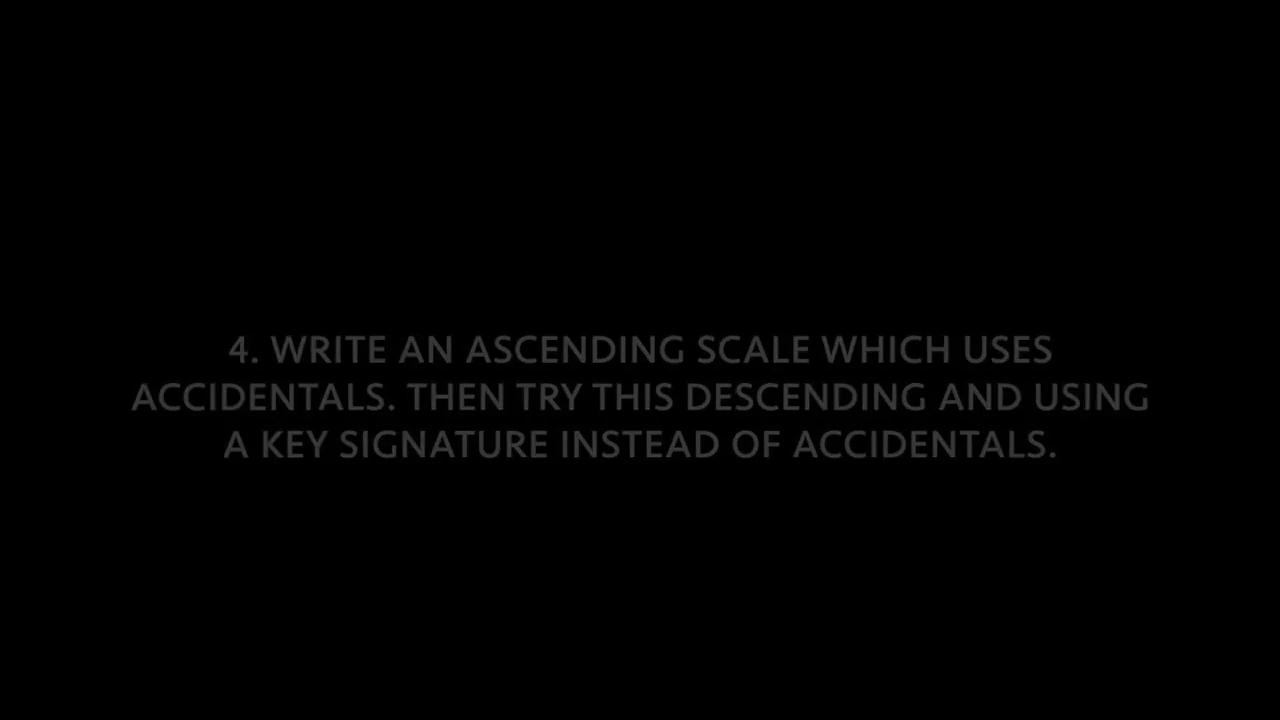 4. WRITE AN ASCENDING SCALE WHICH USES
ACCIDENTALS. THEN TRY THIS DESCENDING AND USING
A KEY SIGNATURE INSTEAD OF ACCIDENTALS.